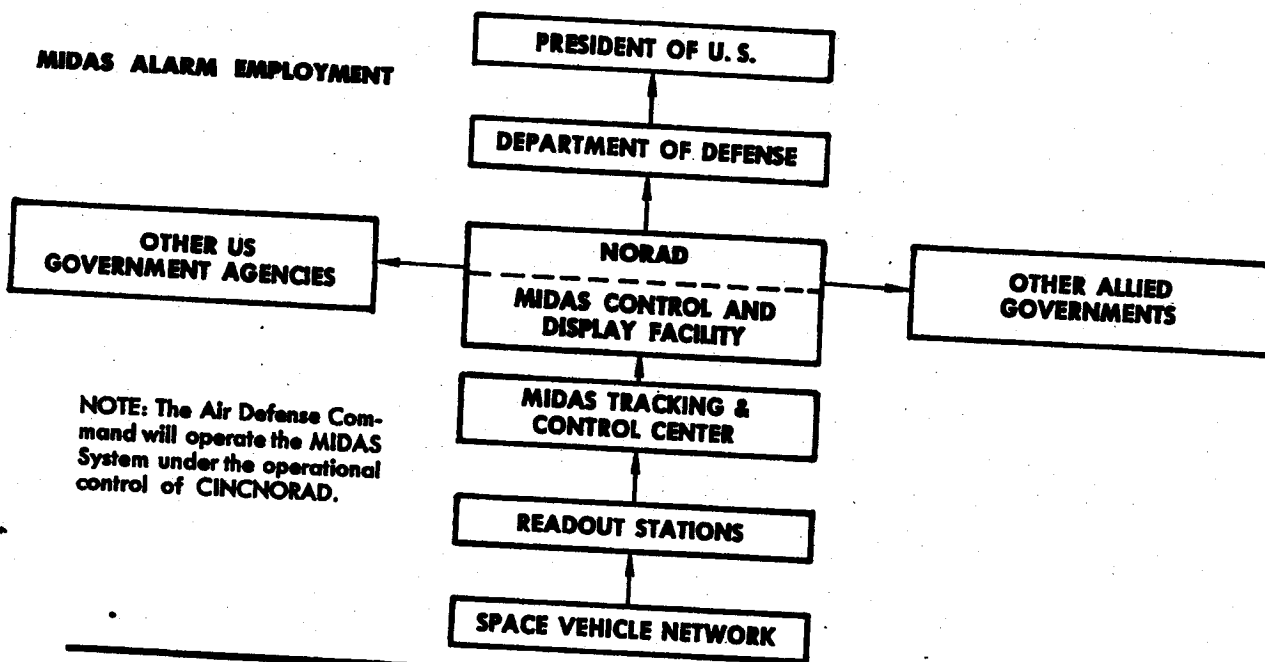 MIDAS ALARM EMPLOYMENT
PRESIDENT OF U. S.
DEPARTMENT OF DEFENSE
OTHER US
GOVERNMENT AGENCIES
NORAD
MIDAS CONTROL AND
DISPLAY FACILITY
OTHER ALLIED
GOVERNMENTS
MIDAS TRACKING &
CONTROL CENTER
NOTE: The Air Defense Com-
mand will operate the MIDAS
System under the operational
control of CINCNORAD.
READOUT STATIONS
SPACE VEHICLE NETWORK